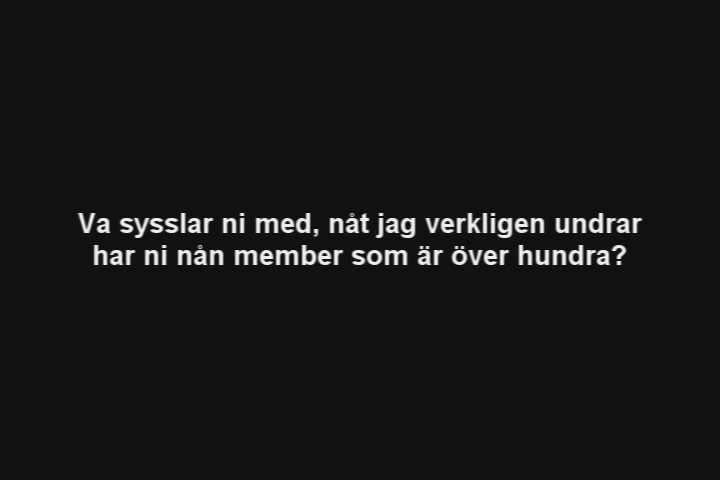 Va sysslar ni med, nåt jag verkligen undrar
har ni nån member som är över hundra?